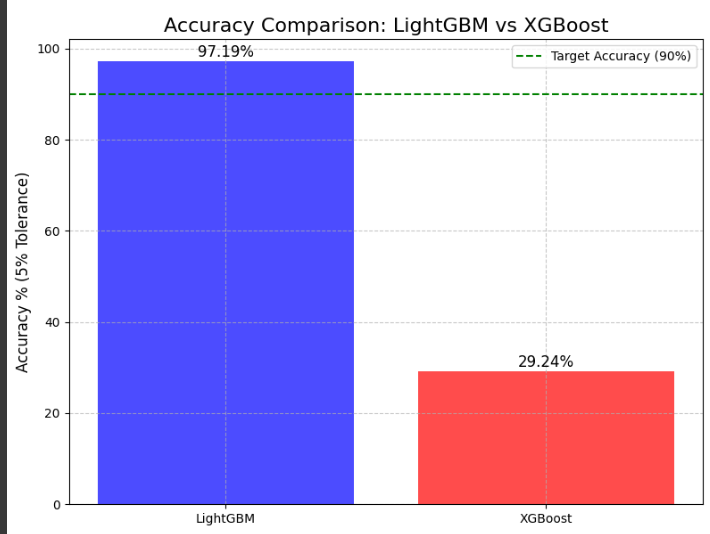 Accuracy Comparison: LightGBM vs XGBoost
Target Accuracy (90%)
97.19%
29.24%
Accuracy % (5% Tolerance)
100
80
60
40
20
0
LightGBM
XGBoost